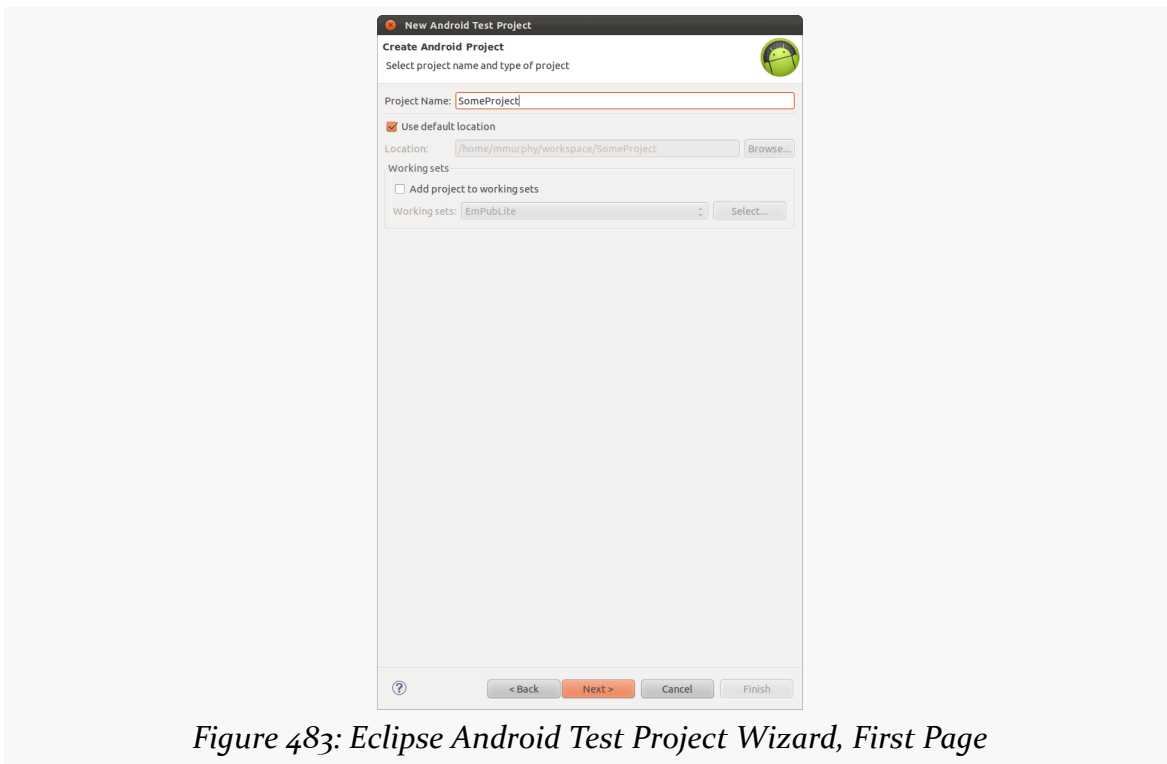 New Android Test Project
Create Android Project
Select project name and type of project
Project Name: SomeProject
Use default location
Location: /home/mmurphy/workspace/SomeProject Browse...
Working sets
Add project to working sets
Working sets: EmPubLite Select...
? < Back Next > Cancel Finish
Figure 483: Eclipse Android Test Project Wizard, First Page